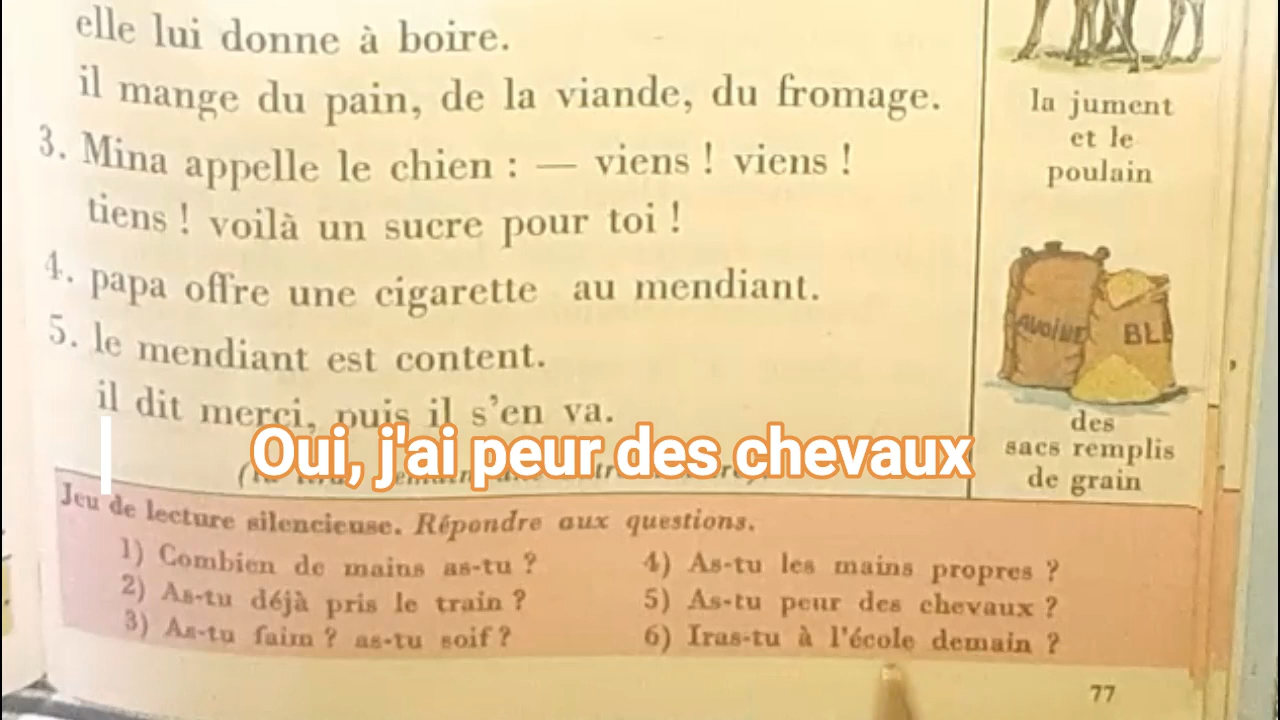 elle lui donne à boire.
il mange du pain, de la viande, du fromage.
3. Mina appelle le chien : — viens ! viens !
tiens ! voilà un sucre pour toi !
4. papa offre une cigarette au mendiant.
5. le mendiant est content.
il dit merci, puis il s'en va.
Oui, j'ai peur des chevaux
la jument
et le
poulain
AVOINE
BLÉ
des
sacs remplis
de grain
Jeu de lecture silencieuse. Répondre aux questions.
1) Combien de mains as-tu ?
2) As-tu déjà pris le train ?
3) As-tu faim ? as-tu soif ?
4) As-tu les mains propres ?
5) As-tu peur des chevaux ?
6) Iras-tu à l'école demain ?
77